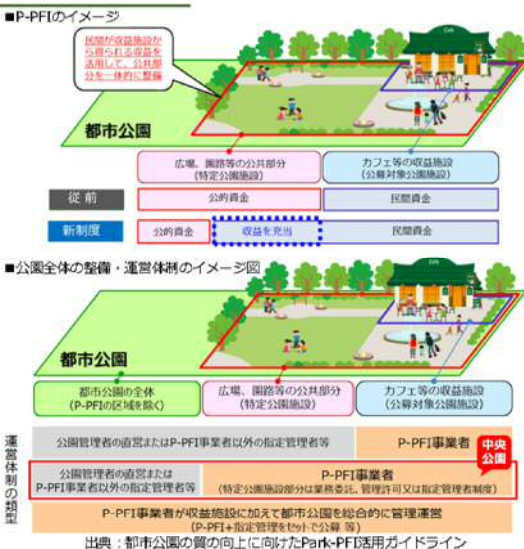 ■P-PFIのイメージ
民間が収益施設か
ら得られる収益を
活用して、公共部
分を一体的に整備
都市公園
広場、園路等の公共部分
(特定公園施設)
カフェ等の収益施設
(公募対象公園施設)
従前
公的資金
民間資金
新制度
公的資金
収益を充当
民間資金
■公園全体の整備・運営体制のイメージ図
都市公園
都市公園の全体
(P-PFIの区域を除く)
広場、園路等の公共部分
(特定公園施設)
カフェ等の収益施設
(公募対象公園施設)
運営体制の類型
公園管理者の直営またはP-PFI事業者以外の指定管理者等
P-PFI事業者
中央
公園
公園管理者の直営または
P-PFI事業者以外の指定管理者等
P-PFI事業者
(特定公園施設部分は業務委託、管理許可又は指定管理者制度)
P-PFI事業者が収益施設に加えて都市公園を総合的に管理運営
(P-PFI+指定管理をセットで公募 等)
出典:都市公園の質の向上に向けたPark-PFI活用ガイドライン